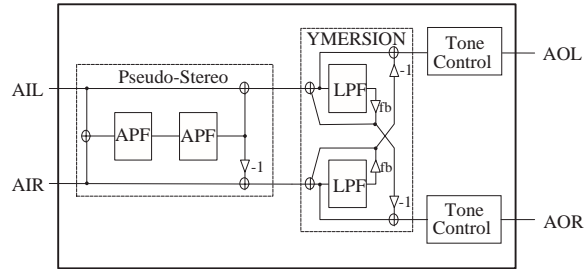 YMERSION
Pseudo-Stereo
Tone
Control
AOL
-1
LPF
fb
AIL
APF
APF
-1
AIR
LPF
fb
-1
Tone
Control
AOR